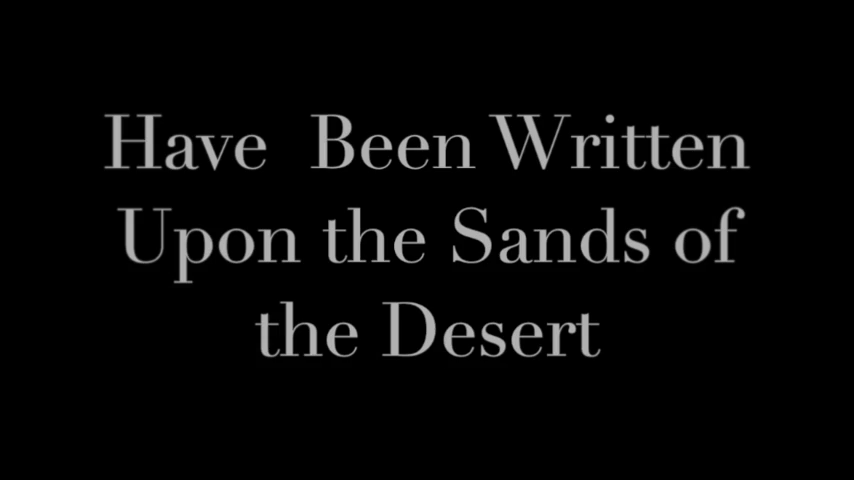 Have  Been Written
Upon the Sands of
the Desert